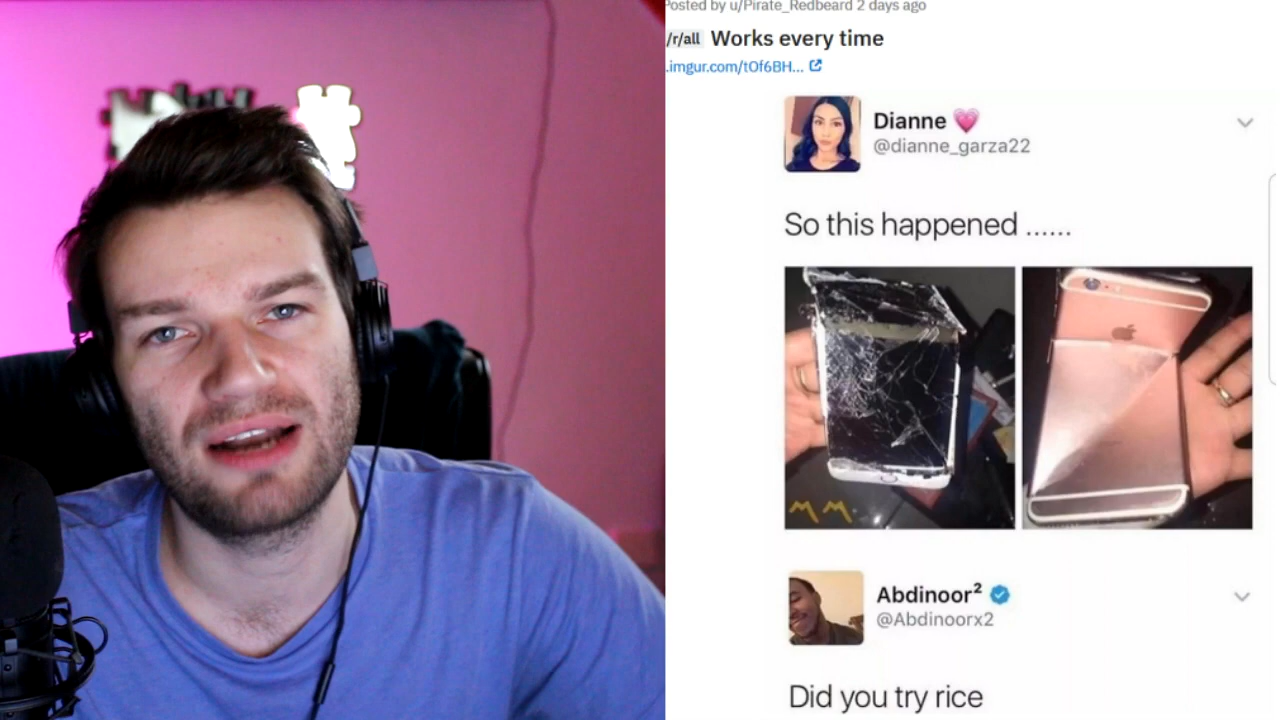 Posted by u/Pirate_Redbeard 2 days ago
/r/all Works every time
.imgur.com/tOf6BH...
Dianne 💗
@dianne_garza22
So this happened ......
Abdinoor²
@Abdinoorx2
Did you try rice